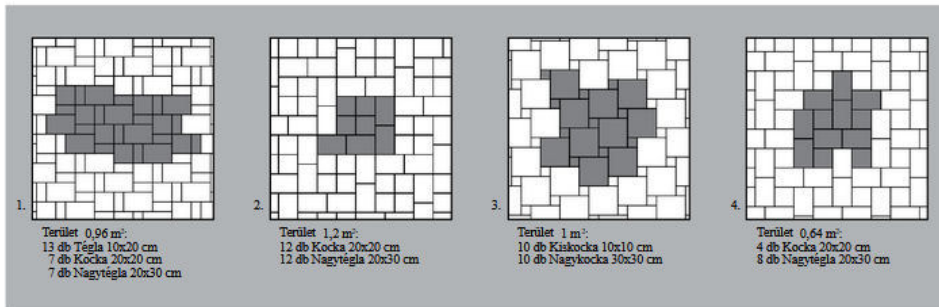 1.
Terület 0,96 m²:
13 db Tégla 10x20 cm
7 db Kocka 20x20 cm
7 db Nagytégla 20x30 cm
2.
Terület 1,2 m²:
12 db Kocka 20x20 cm
12 db Nagytégla 20x30 cm
3.
Terület 1 m²:
10 db Kiskocka 10x10 cm
10 db Nagykocka 30x30 cm
4.
Terület 0,64 m²:
4 db Kocka 20x20 cm
8 db Nagytégla 20x30 cm